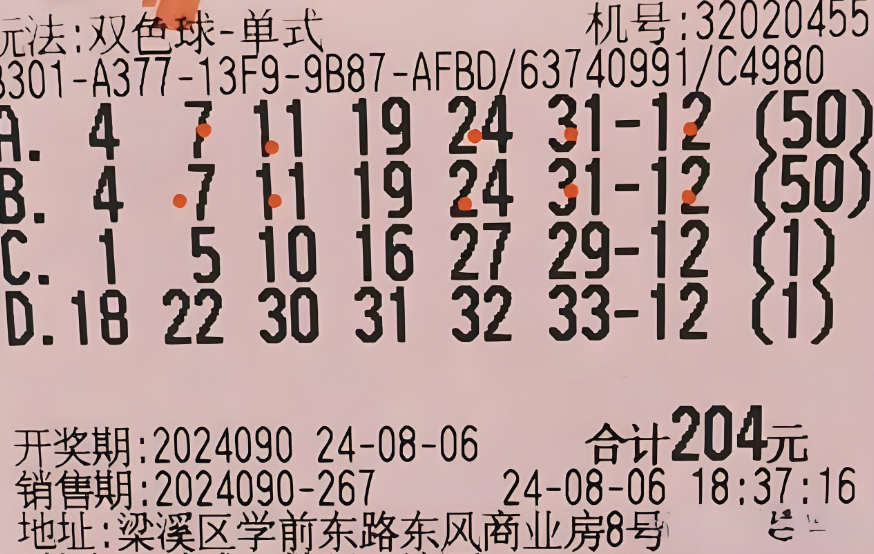 玩法:双色球-单式 机号:32020455
B301-A377-13F9-9B87-AFBD/63740991/C4980
A. 4 7 11 19 24 31-12 (50)
B. 4 7 11 19 24 31-12 (50)
C. 1 5 10 16 27 29-12 (1)
D.18 22 30 31 32 33-12 (1)
开奖期:2024090 24-08-06 合计204元
销售期:2024090-267 24-08-06 18:37:16
地址:梁溪区学前东路东风商业房8号